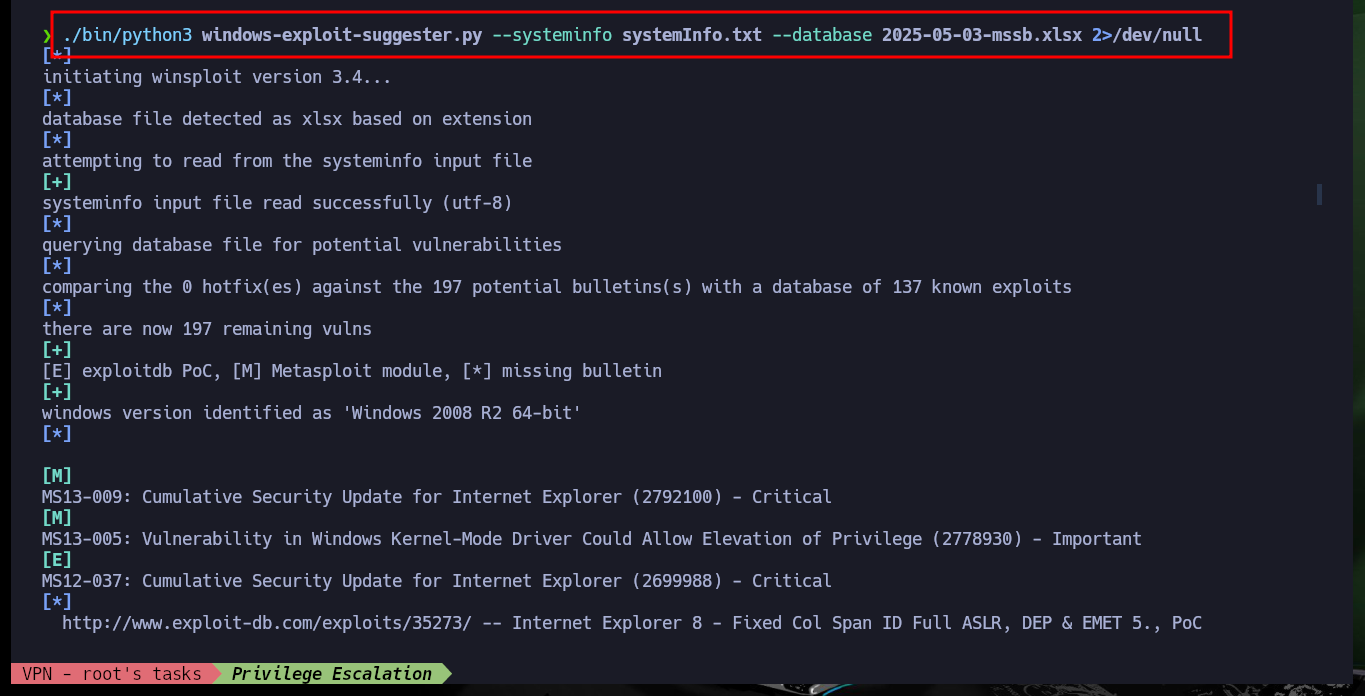 ❯ ./bin/python3 windows-exploit-suggester.py --systeminfo systemInfo.txt --database 2025-05-03-mssb.xlsx 2>/dev/null
[*]
initiating winsploit version 3.4...
[*]
database file detected as xlsx based on extension
[*]
attempting to read from the systeminfo input file
[+]
systeminfo input file read successfully (utf-8)
[*]
querying database file for potential vulnerabilities
[*]
comparing the 0 hotfix(es) against the 197 potential bulletins(s) with a database of 137 known exploits
[*]
there are now 197 remaining vulns
[+]
[E] exploitdb PoC, [M] Metasploit module, [*] missing bulletin
[+]
windows version identified as 'Windows 2008 R2 64-bit'
[*]
[M]
MS13-009: Cumulative Security Update for Internet Explorer (2792100) - Critical
[M]
MS13-005: Vulnerability in Windows Kernel-Mode Driver Could Allow Elevation of Privilege (2778930) - Important
[E]
MS12-037: Cumulative Security Update for Internet Explorer (2699988) - Critical
[*]
http://www.exploit-db.com/exploits/35273/ -- Internet Explorer 8 - Fixed Col Span ID Full ASLR, DEP & EMET 5., PoC
VPN - root's tasks Privilege Escalation